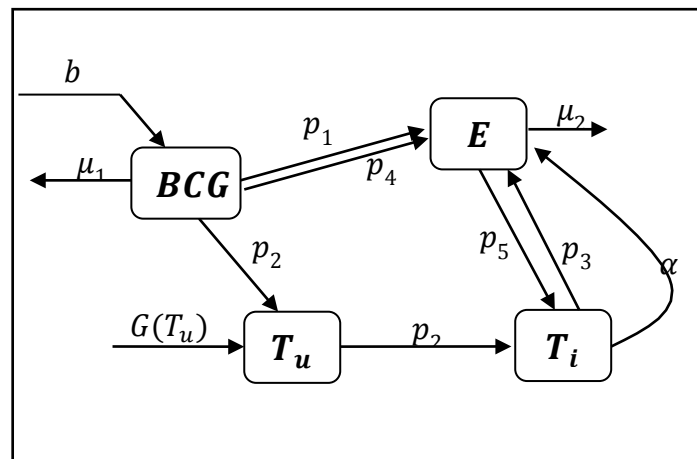 b
p₁
μ₂
E
μ₁
BCG
p₄
p₂
p₅
p₃
α
G(Tᵤ)
Tᵤ
p₂
Tᵢ